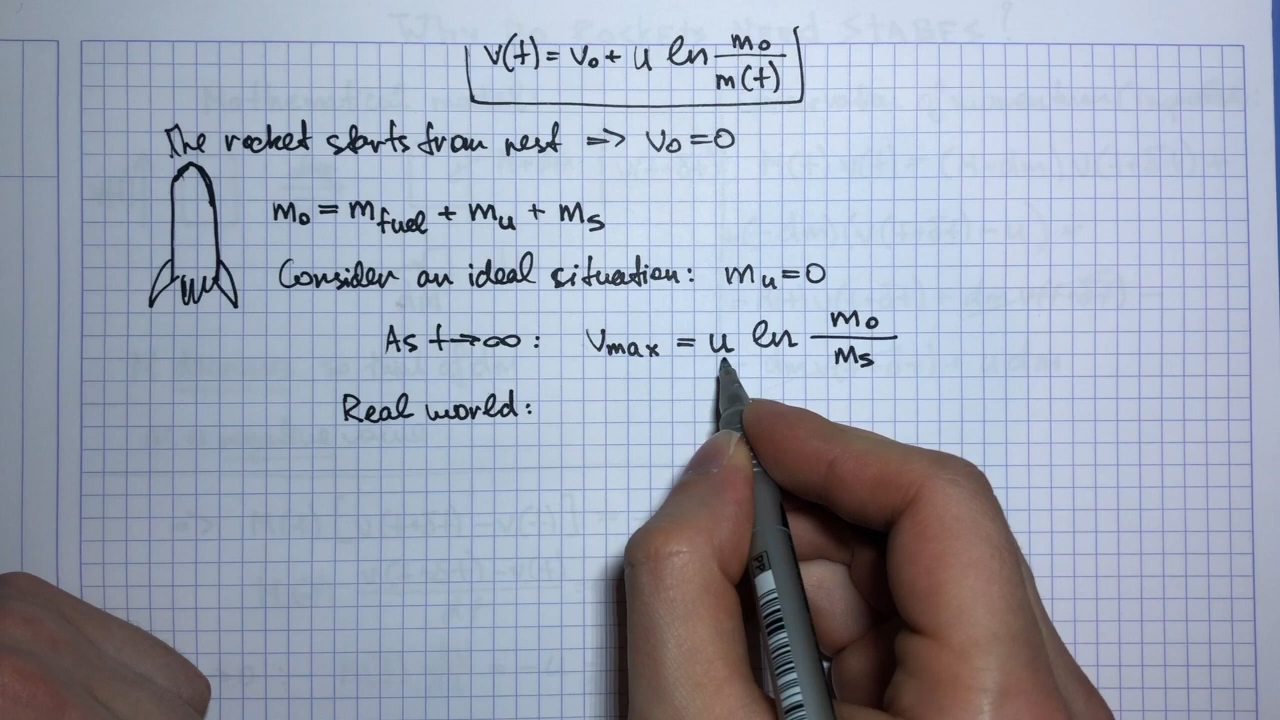 v(t) = v₀ + u ln m₀/m(t)
The rocket starts from rest => v₀ = 0
m₀ = m_fuel + m_u + m_s
Consider an ideal situation: m_u = 0
As t→∞: v_max = u ln m₀/m_s
Real world:
PP